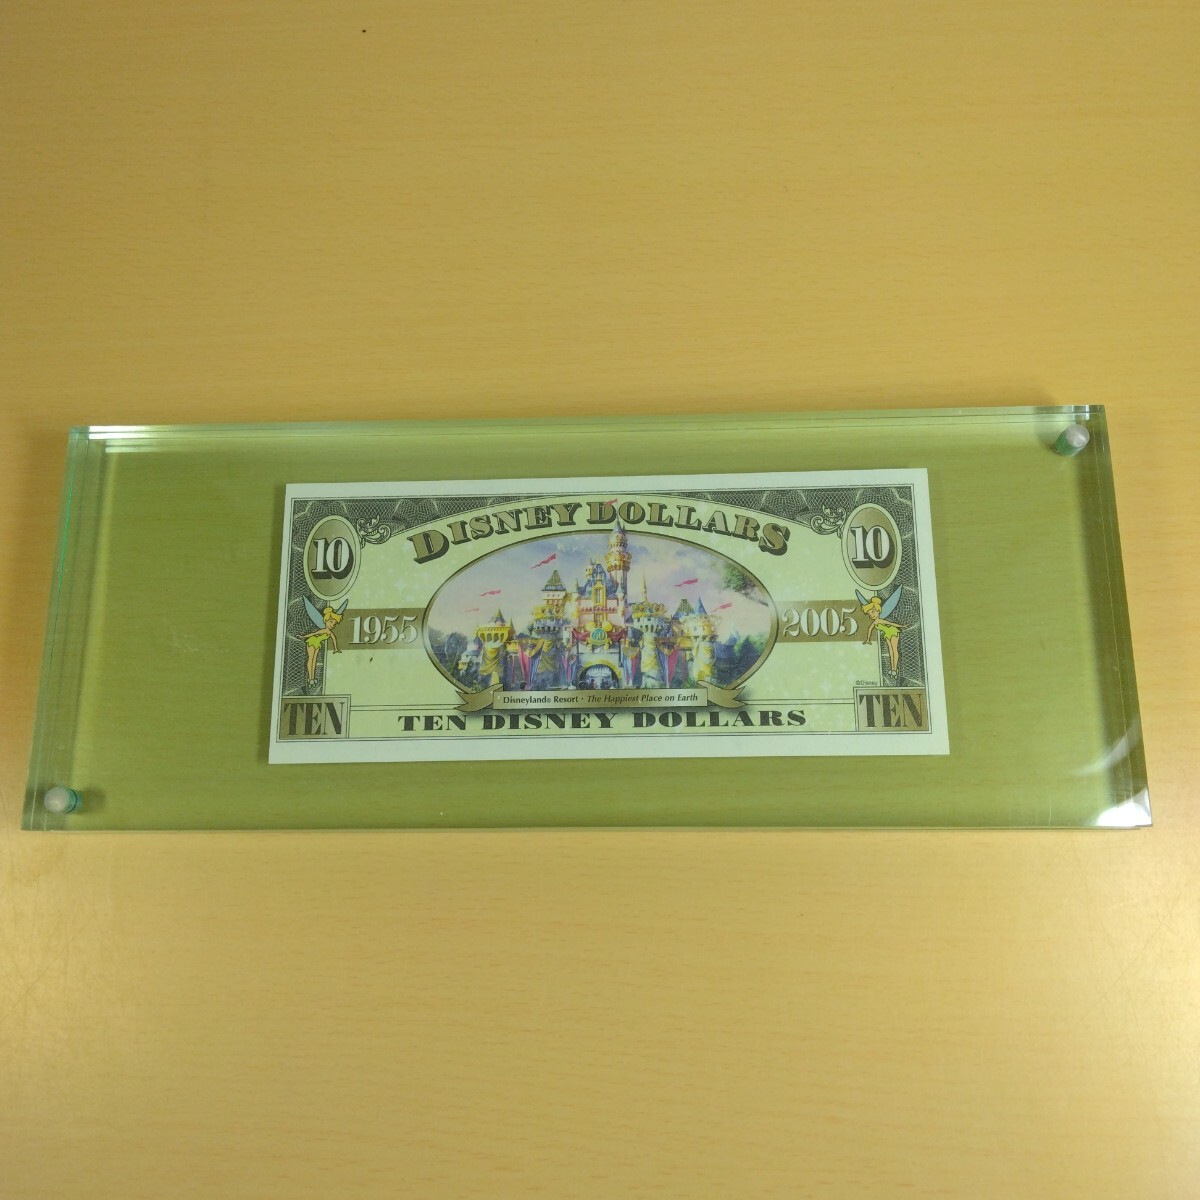 DISNEY DOLLARS
10 10
1955 2005
©Disney
Disneyland® Resort • The Happiest Place on Earth
TEN TEN DISNEY DOLLARS TEN